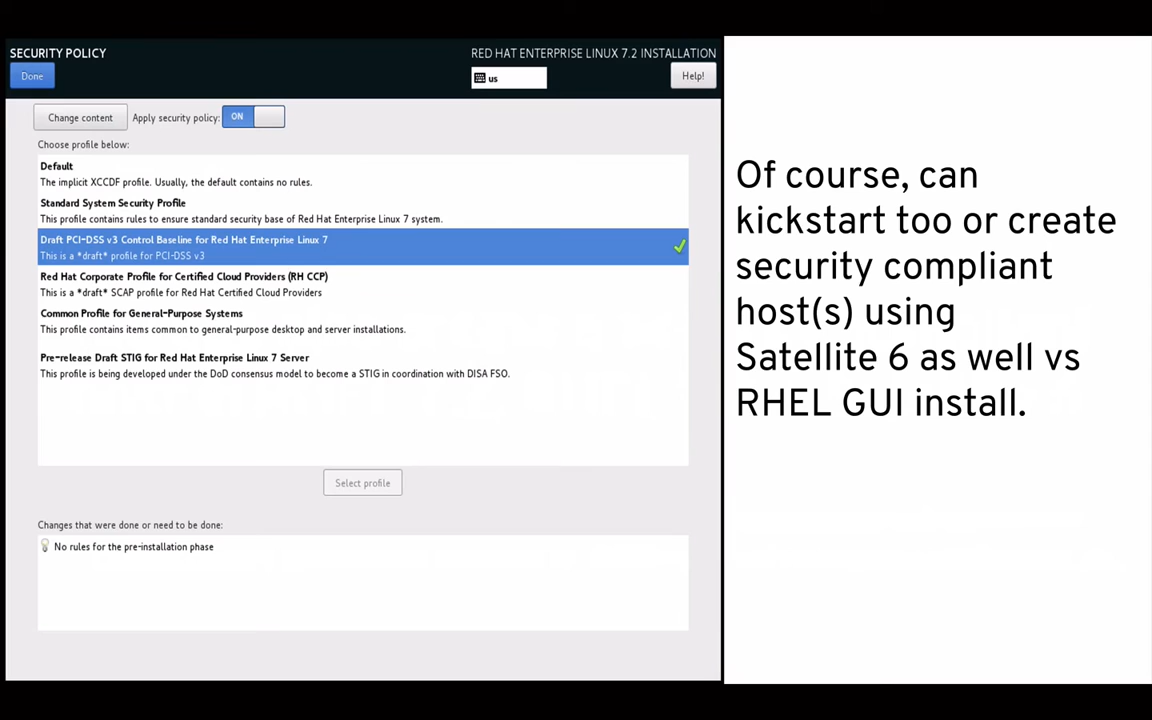 SECURITY POLICY
RED HAT ENTERPRISE LINUX 7.2 INSTALLATION
Done
us
Help!
Change content
Apply security policy:
ON
Choose profile below:
Default
The implicit XCCDF profile. Usually, the default contains no rules.
Standard System Security Profile
This profile contains rules to ensure standard security base of Red Hat Enterprise Linux 7 system.
Draft PCI-DSS v3 Control Baseline for Red Hat Enterprise Linux 7
This is a *draft* profile for PCI-DSS v3
Red Hat Corporate Profile for Certified Cloud Providers (RH CCP)
This is a *draft* SCAP profile for Red Hat Certified Cloud Providers
Common Profile for General-Purpose Systems
This profile contains items common to general-purpose desktop and server installations.
Pre-release Draft STIG for Red Hat Enterprise Linux 7 Server
This profile is being developed under the DoD consensus model to become a STIG in coordination with DISA FSO.
Select profile
Changes that were done or need to be done:
No rules for the pre-installation phase
Of course, can
kickstart too or create
security compliant
host(s) using
Satellite 6 as well vs
RHEL GUI install.